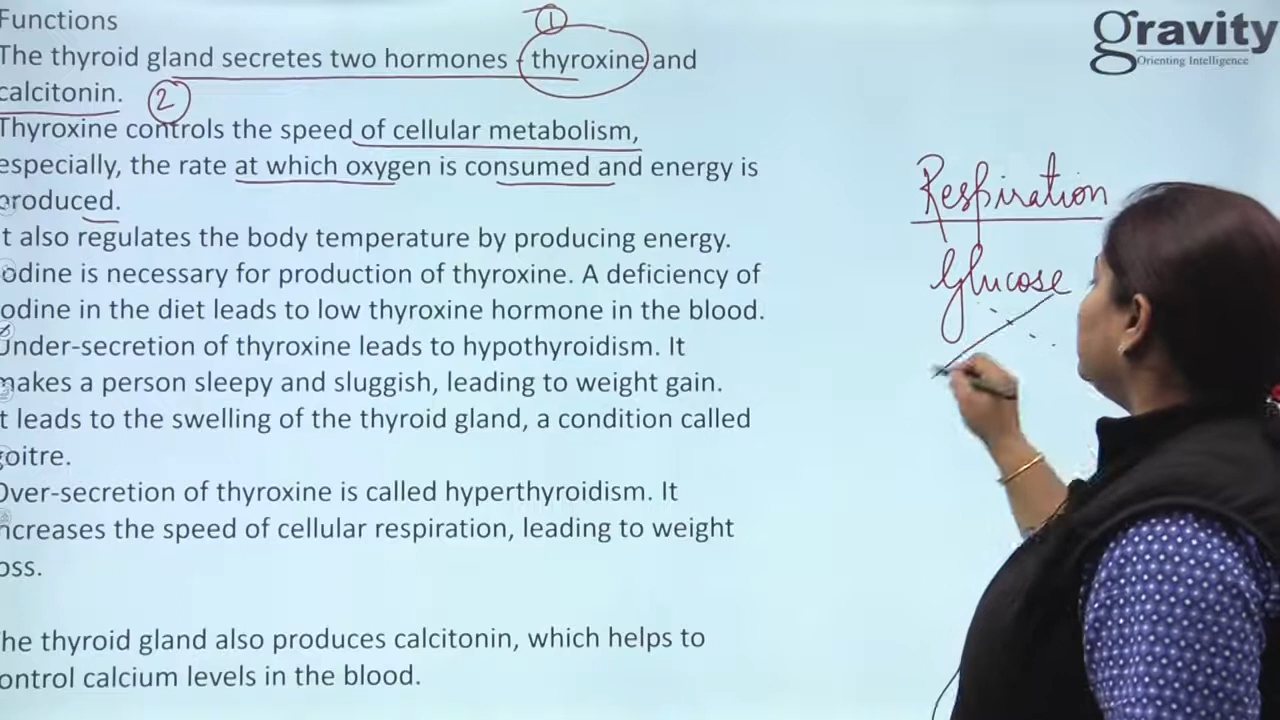 Functions
The thyroid gland secretes two hormones - thyroxine and
calcitonin.
Thyroxine controls the speed of cellular metabolism,
especially, the rate at which oxygen is consumed and energy is
produced.
t also regulates the body temperature by producing energy.
odine is necessary for production of thyroxine. A deficiency of
odine in the diet leads to low thyroxine hormone in the blood.
Under-secretion of thyroxine leads to hypothyroidism. It
makes a person sleepy and sluggish, leading to weight gain.
t leads to the swelling of the thyroid gland, a condition called
goitre.
Over-secretion of thyroxine is called hyperthyroidism. It
ncreases the speed of cellular respiration, leading to weight
oss.
he thyroid gland also produces calcitonin, which helps to
ontrol calcium levels in the blood.
1
2
gravity
Orienting Intelligence
Respiration
Glucose